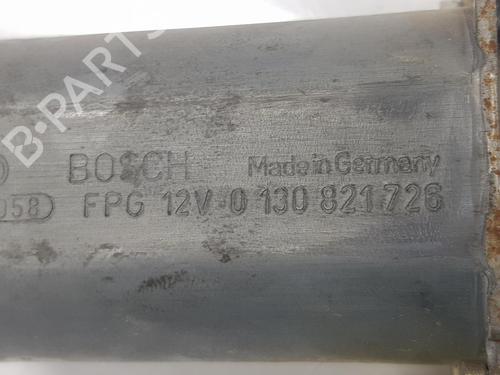 B-PARTS
BOSCH Made in Germany
058 FPG 12V 0 130 821 726